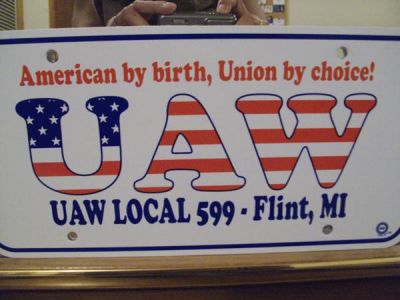 American by birth, Union by choice!
UAW
UAW LOCAL 599 - Flint, MI